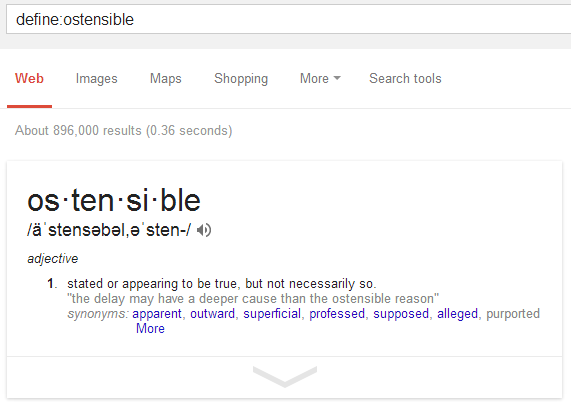 define:ostensible
Web Images Maps Shopping More Search tools
About 896,000 results (0.36 seconds)
os·ten·si·ble
/äˈstensəbəl,əˈsten-/
adjective
1. stated or appearing to be true, but not necessarily so.
"the delay may have a deeper cause than the ostensible reason"
synonyms: apparent, outward, superficial, professed, supposed, alleged, purported
More